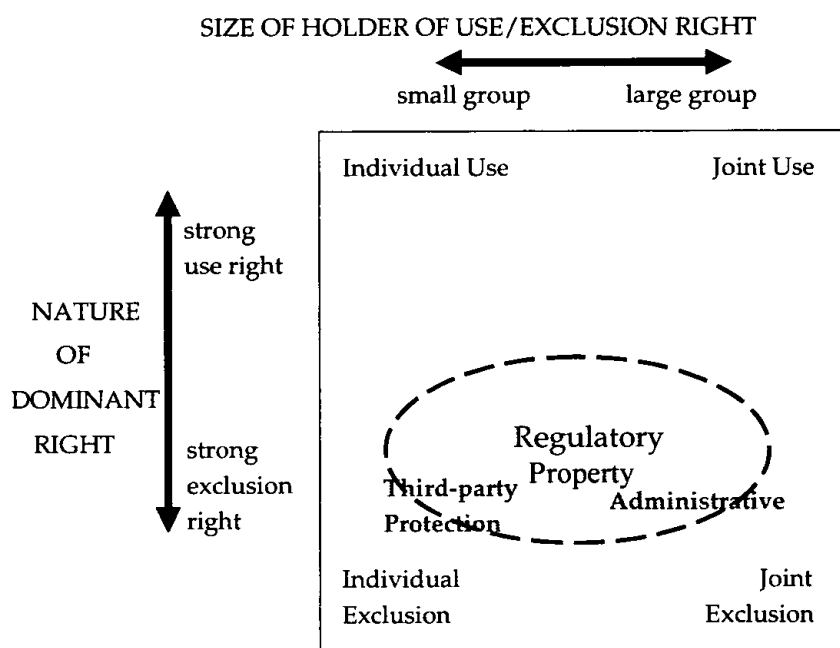 SIZE OF HOLDER OF USE/EXCLUSION RIGHT
small group large group
Individual Use Joint Use
strong
use right
NATURE
OF
DOMINANT
RIGHT
strong
exclusion
right
Regulatory
Property
Third-party
Protection
Administrative
Individual
Exclusion
Joint
Exclusion